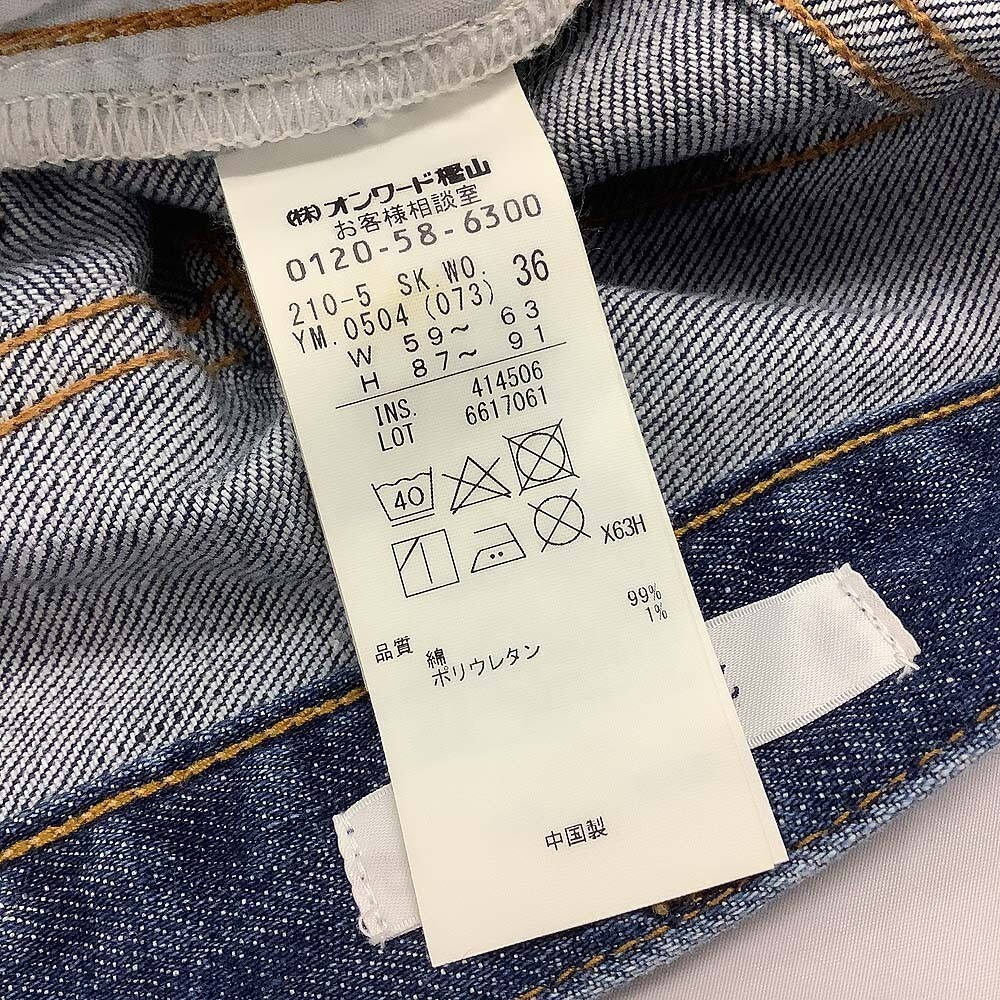 (株)オンワード樫山
お客様相談室
0120-58-6300
210-5 SK.WO. 36
YM.0504 (073)
W 59～ 63
H 87～ 91
INS. 414506
LOT 6617061
40
X63H
品質 綿 99%
ポリウレタン 1%
中国製